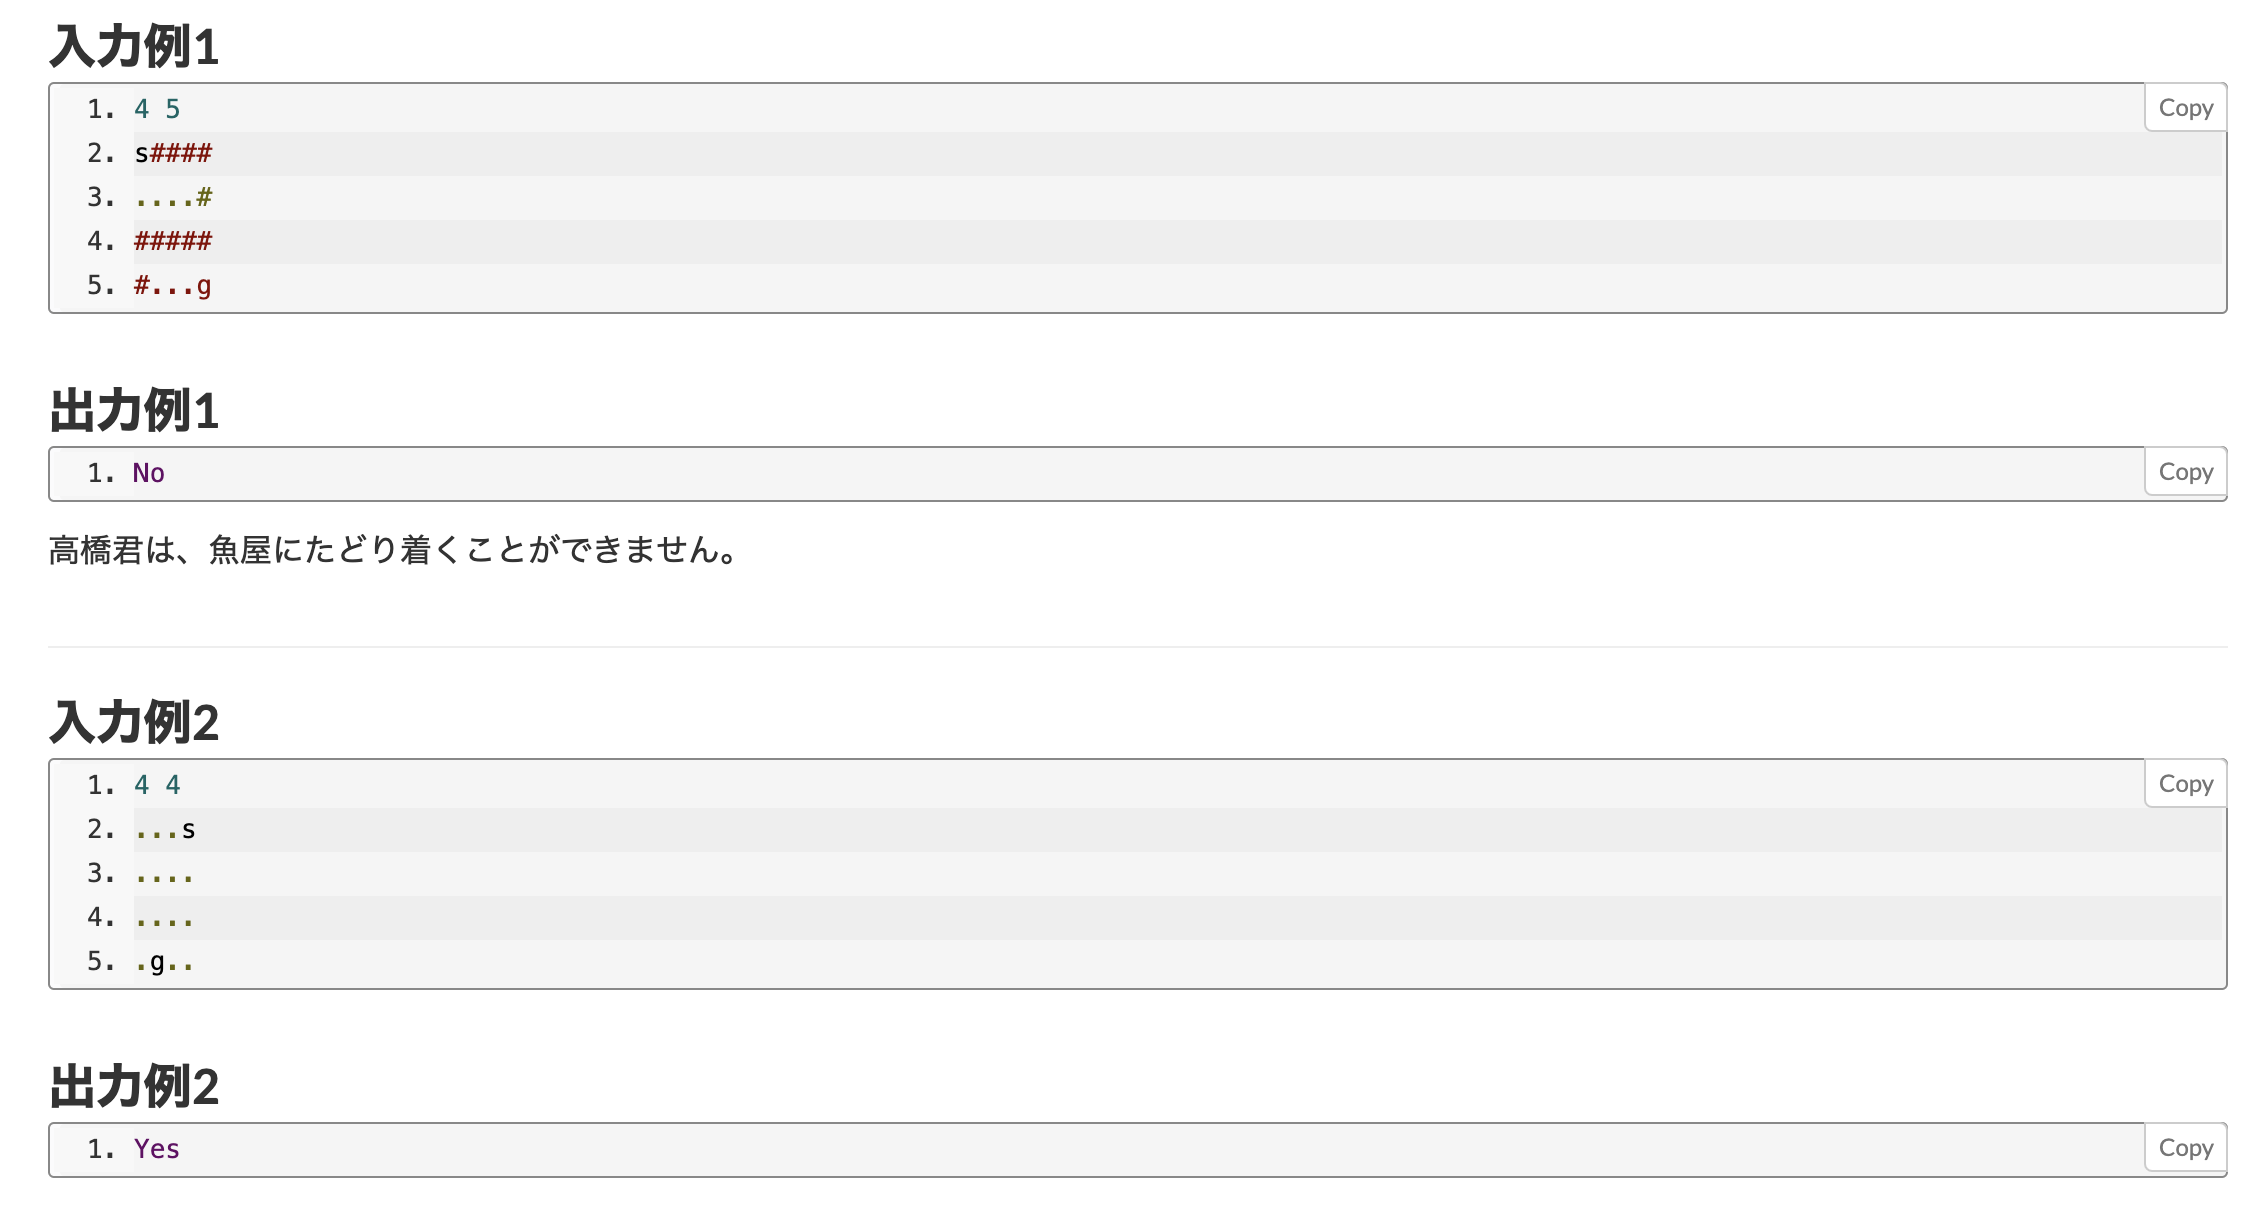 入力例1
Copy
1. 4 5
2. s####
3. ....#
4. #####
5. #...g
出力例1
Copy
1. No
高橋君は、魚屋にたどり着くことができません。
入力例2
Copy
1. 4 4
2. ...s
3. ....
4. ....
5. .g..
出力例2
Copy
1. Yes